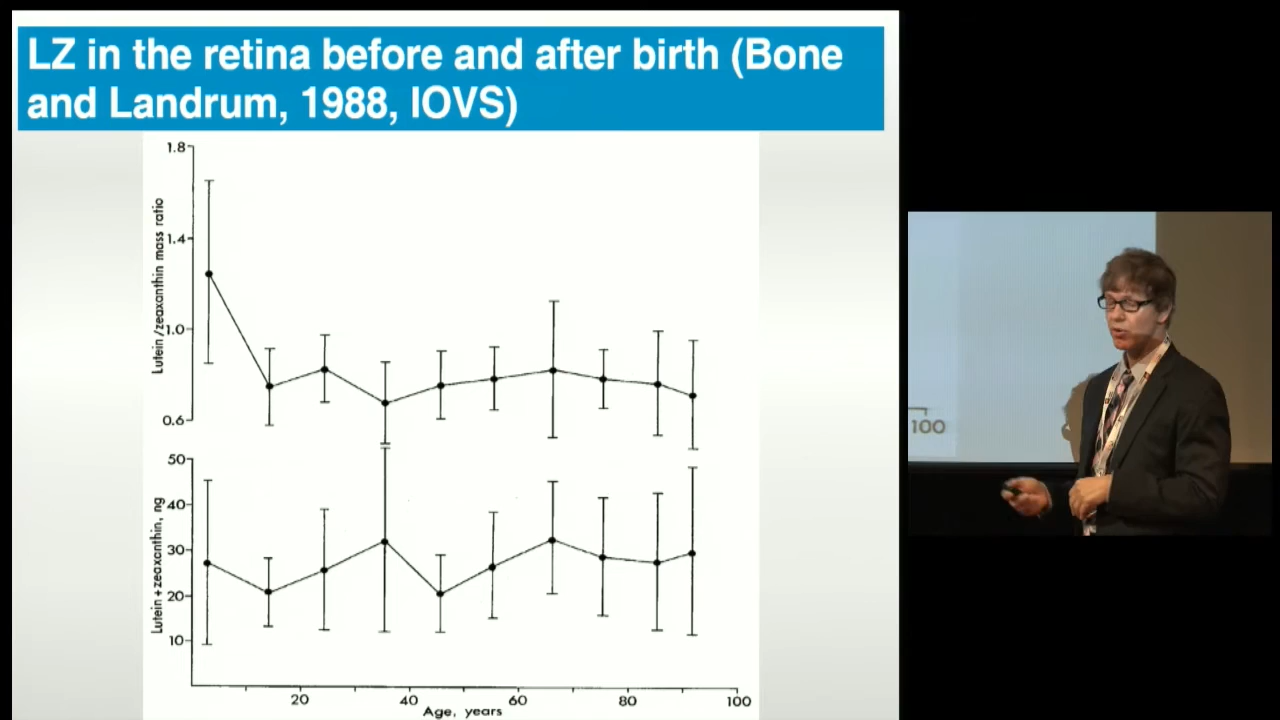 LZ in the retina before and after birth (Bone
and Landrum, 1988, IOVS)
1.8
1.4
1.0
0.6
Lutein/zeaxanthin mass ratio
50
40
30
20
10
Lutein + zeaxanthin, ng
20 40 60 80 100
Age, years
100